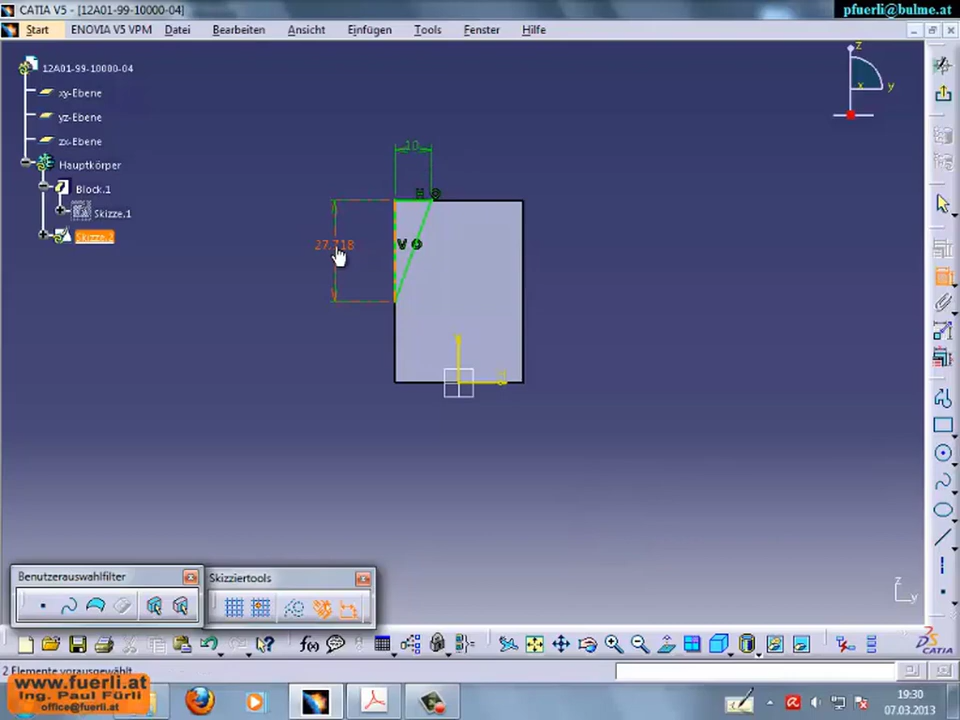 CATIA V5 - [12A01-99-10000-04]
pfuerli@bulme.at
Start ENOVIA V5 VPM Datei Bearbeiten Ansicht Einfügen Tools Fenster Hilfe
12A01-99-10000-04
xy-Ebene
yz-Ebene
zx-Ebene
Hauptkörper
Block.1
Skizze.1
Skizze.2
z
x y
10
H
V
27.718
Benutzerauswahlfilter
Skizziertools
z
y
f(x)
CATIA
2 Elemente vorausgewählt
www.fuerli.at
Ing. Paul Fürli
office@fuerli.at
19:30
07.03.2013